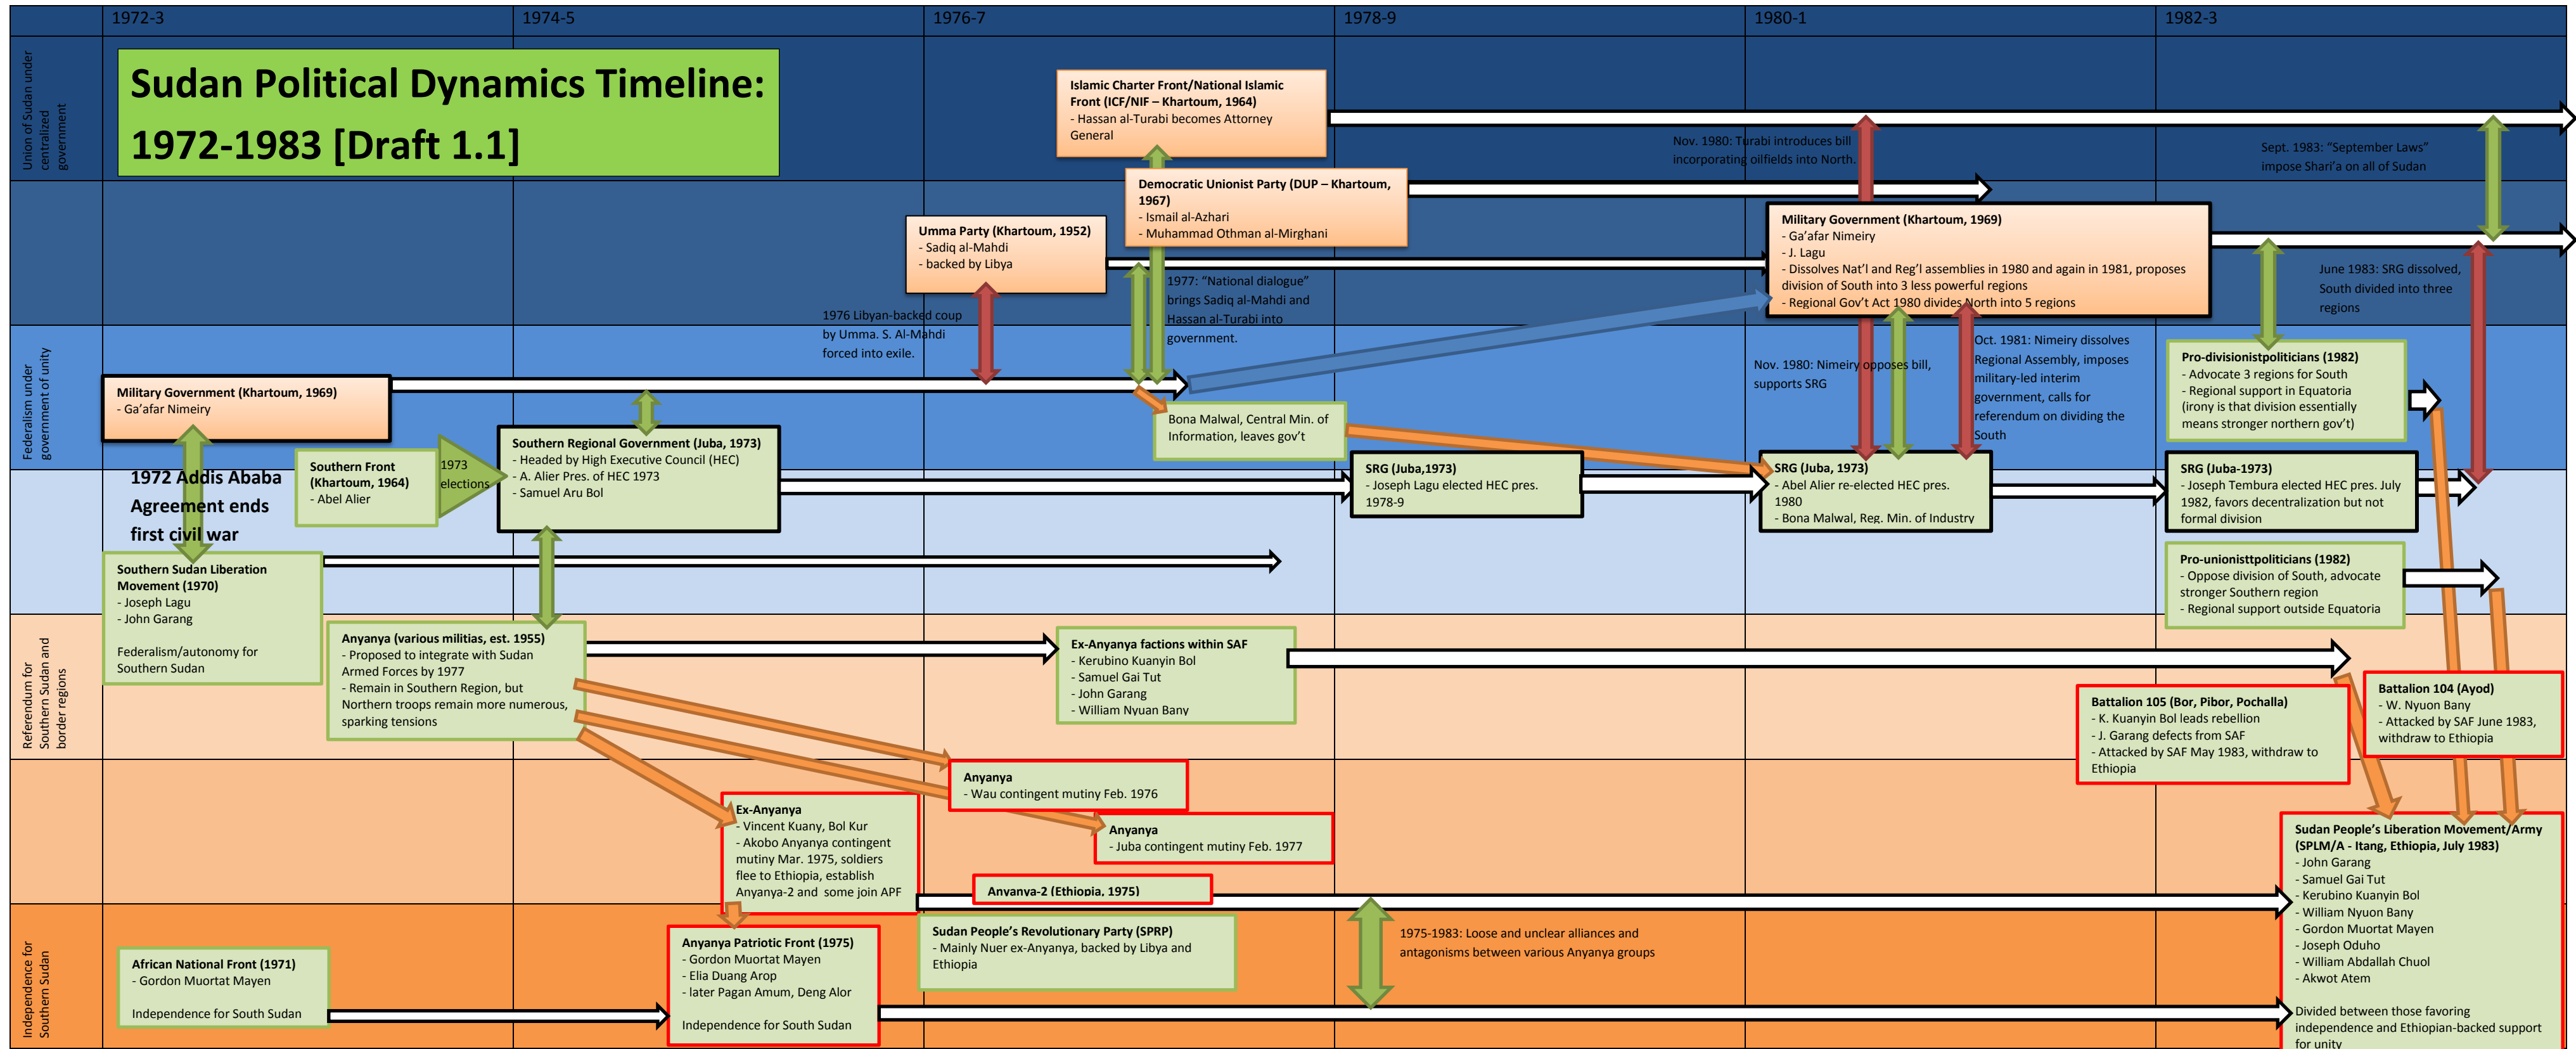 1972-3
1974-5
1976-7
1978-9
1980-1
1982-3
Union of Sudan under
centralized
government
Federalism under
government of unity
Referendum for
Southern Sudan and
border regions
Independence for
Southern Sudan
Sudan Political Dynamics Timeline:
1972-1983 [Draft 1.1]
Islamic Charter Front/National Islamic
Front (ICF/NIF – Khartoum, 1964)
- Hassan al-Turabi becomes Attorney
General
Democratic Unionist Party (DUP – Khartoum,
1967)
- Ismail al-Azhari
- Muhammad Othman al-Mirghani
Umma Party (Khartoum, 1952)
- Sadiq al-Mahdi
- backed by Libya
1976 Libyan-backed coup
by Umma. S. Al-Mahdi
forced into exile.
1977: “National dialogue”
brings Sadiq al-Mahdi and
Hassan al-Turabi into
government.
Nov. 1980: Turabi introduces bill
incorporating oilfields into North.
Sept. 1983: “September Laws”
impose Shari’a on all of Sudan
Military Government (Khartoum, 1969)
- Ga’afar Nimeiry
- J. Lagu
- Dissolves Nat’l and Reg’l assemblies in 1980 and again in 1981, proposes
division of South into 3 less powerful regions
- Regional Gov’t Act 1980 divides North into 5 regions
June 1983: SRG dissolved,
South divided into three
regions
Nov. 1980: Nimeiry opposes bill,
supports SRG
Oct. 1981: Nimeiry dissolves
Regional Assembly, imposes
military-led interim
government, calls for
referendum on dividing the
South
Pro-divisionistpoliticians (1982)
- Advocate 3 regions for South
- Regional support in Equatoria
(irony is that division essentially
means stronger northern gov’t)
Military Government (Khartoum, 1969)
- Ga’afar Nimeiry
1972 Addis Ababa
Agreement ends
first civil war
Southern Front
(Khartoum, 1964)
- Abel Alier
1973
elections
Southern Regional Government (Juba, 1973)
- Headed by High Executive Council (HEC)
- A. Alier Pres. of HEC 1973
- Samuel Aru Bol
Bona Malwal, Central Min. of
Information, leaves gov’t
SRG (Juba,1973)
- Joseph Lagu elected HEC pres.
1978-9
SRG (Juba, 1973)
- Abel Alier re-elected HEC pres.
1980
- Bona Malwal, Reg. Min. of Industry
SRG (Juba-1973)
- Joseph Tembura elected HEC pres. July
1982, favors decentralization but not
formal division
Pro-unionisttpoliticians (1982)
- Oppose division of South, advocate
stronger Southern region
- Regional support outside Equatoria
Southern Sudan Liberation
Movement (1970)
- Joseph Lagu
- John Garang
Federalism/autonomy for
Southern Sudan
Anyanya (various militias, est. 1955)
- Proposed to integrate with Sudan
Armed Forces by 1977
- Remain in Southern Region, but
Northern troops remain more numerous,
sparking tensions
Ex-Anyanya factions within SAF
- Kerubino Kuanyin Bol
- Samuel Gai Tut
- John Garang
- William Nyuan Bany
Battalion 105 (Bor, Pibor, Pochalla)
- K. Kuanyin Bol leads rebellion
- J. Garang defects from SAF
- Attacked by SAF May 1983, withdraw to
Ethiopia
Battalion 104 (Ayod)
- W. Nyuon Bany
- Attacked by SAF June 1983,
withdraw to Ethiopia
Anyanya
- Wau contingent mutiny Feb. 1976
Anyanya
- Juba contingent mutiny Feb. 1977
Ex-Anyanya
- Vincent Kuany, Bol Kur
- Akobo Anyanya contingent
mutiny Mar. 1975, soldiers
flee to Ethiopia, establish
Anyanya-2 and some join APF
Anyanya-2 (Ethiopia, 1975)
Sudan People’s Revolutionary Party (SPRP)
- Mainly Nuer ex-Anyanya, backed by Libya and
Ethiopia
1975-1983: Loose and unclear alliances and
antagonisms between various Anyanya groups
African National Front (1971)
- Gordon Muortat Mayen
Independence for South Sudan
Anyanya Patriotic Front (1975)
- Gordon Muortat Mayen
- Elia Duang Arop
- later Pagan Amum, Deng Alor
Independence for South Sudan
Sudan People’s Liberation Movement/Army
(SPLM/A - Itang, Ethiopia, July 1983)
- John Garang
- Samuel Gai Tut
- Kerubino Kuanyin Bol
- William Nyuon Bany
- Gordon Muortat Mayen
- Joseph Oduho
- William Abdallah Chuol
- Akwot Atem
Divided between those favoring
independence and Ethiopian-backed support
for unity